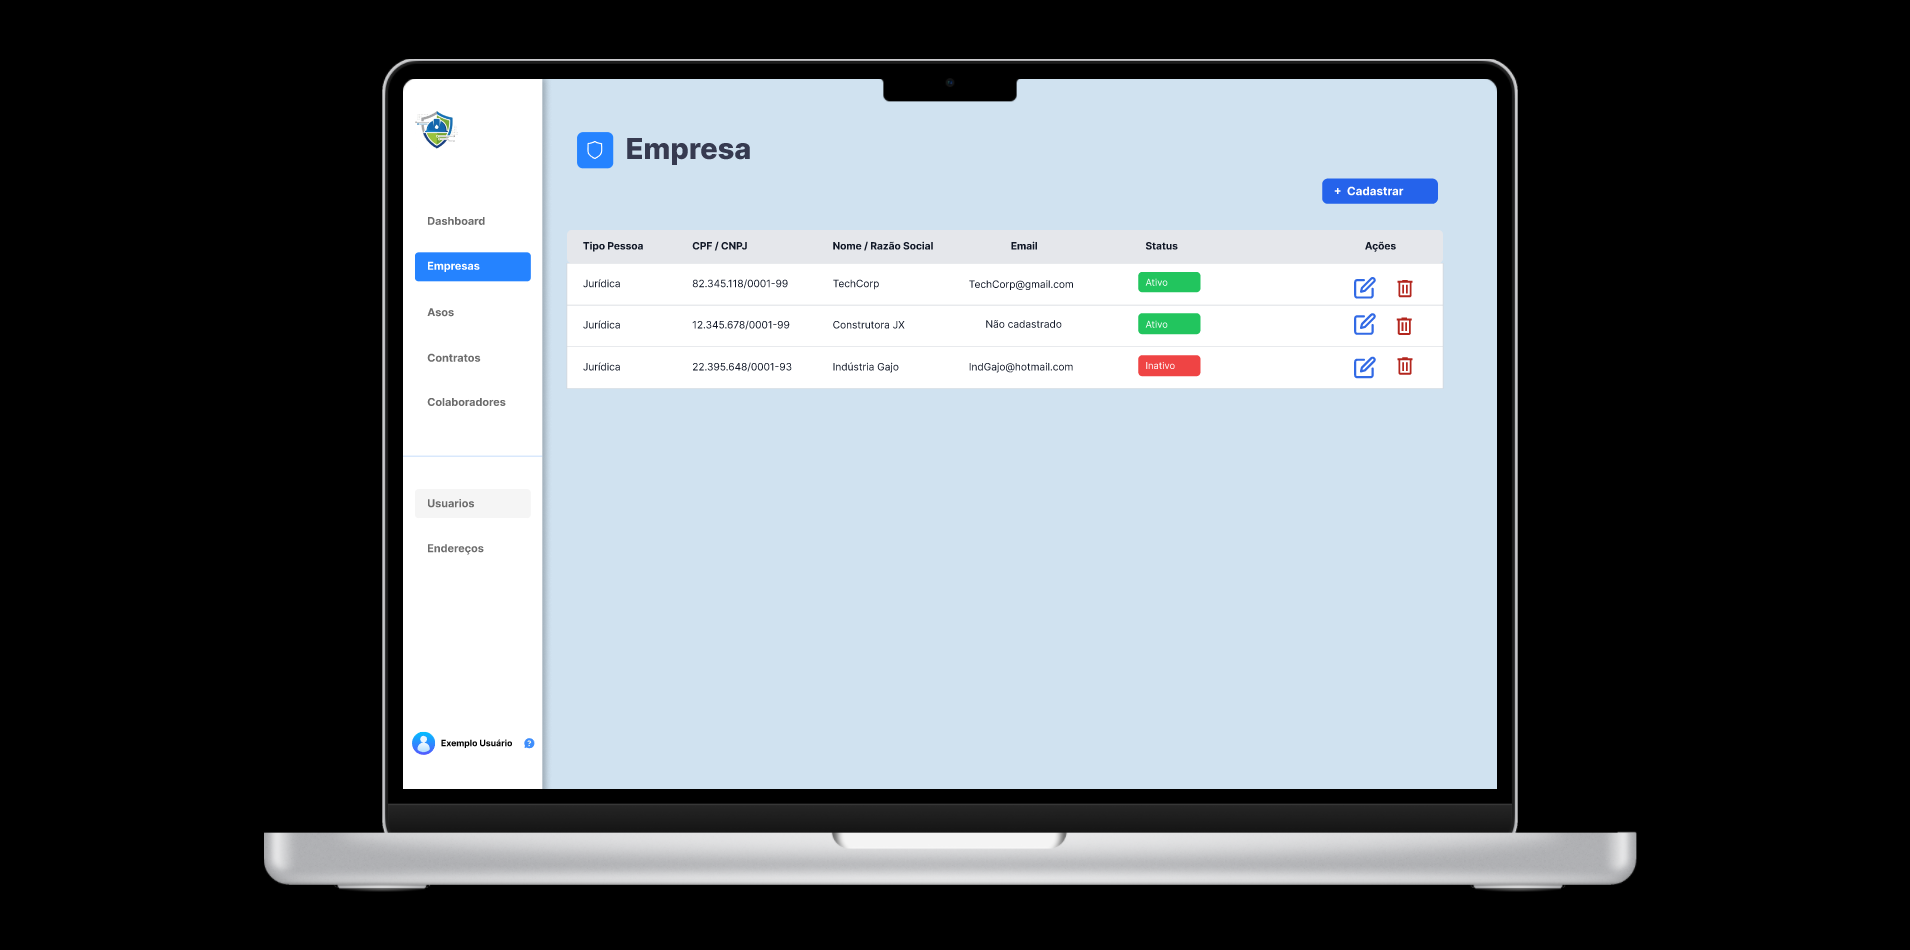 Empresa
+ Cadastrar
Dashboard
Empresas
Asos
Contratos
Colaboradores
Usuarios
Endereços
Exemplo Usuário ?
Tipo Pessoa CPF / CNPJ Nome / Razão Social Email Status Ações
Jurídica 82.345.118/0001-99 TechCorp TechCorp@gmail.com Ativo
Jurídica 12.345.678/0001-99 Construtora JX Não cadastrado Ativo
Jurídica 22.395.648/0001-93 Indústria Gajo IndGajo@hotmail.com Inativo